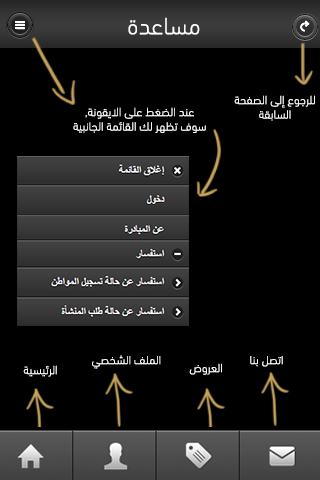 مساعدة
للرجوع إلى الصفحة
السابقة
عند الضغط على الايقونة,
سوف تظهر لك القائمة الجانبية
إغلاق القائمة
دخول
عن المبادرة
استفسار
استفسار عن حالة تسجيل المواطن
استفسار عن حالة طلب المنشأة
اتصل بنا
العروض
الملف الشخصي
الرئيسية